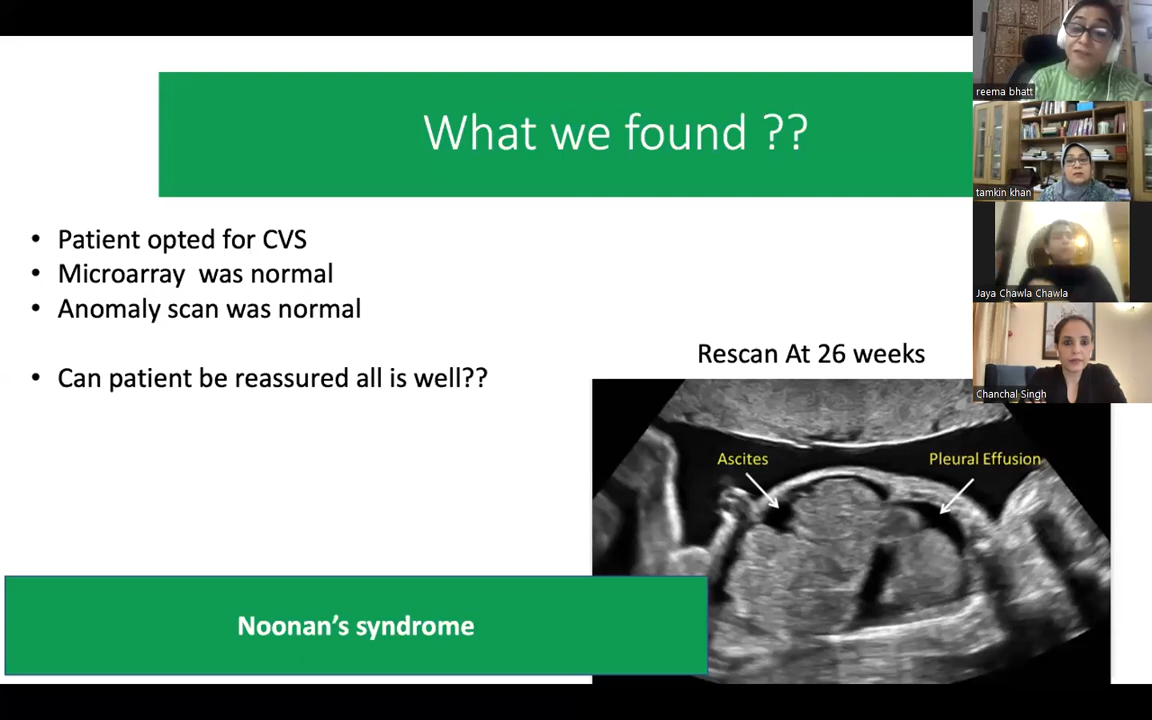 What we found ??
• Patient opted for CVS
• Microarray was normal
• Anomaly scan was normal
• Can patient be reassured all is well??
Rescan At 26 weeks
Ascites
Pleural Effusion
Noonan's syndrome
reema bhatt
tamkin khan
Jaya Chawla Chawla
Chanchal Singh